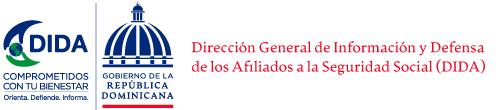 DIDA
COMPROMETIDOS
CON TU BIENESTAR
Orienta. Defiende. Informa.
GOBIERNO DE LA
REPÚBLICA
DOMINICANA
Dirección General de Información y Defensa
de los Afiliados a la Seguridad Social (DIDA)